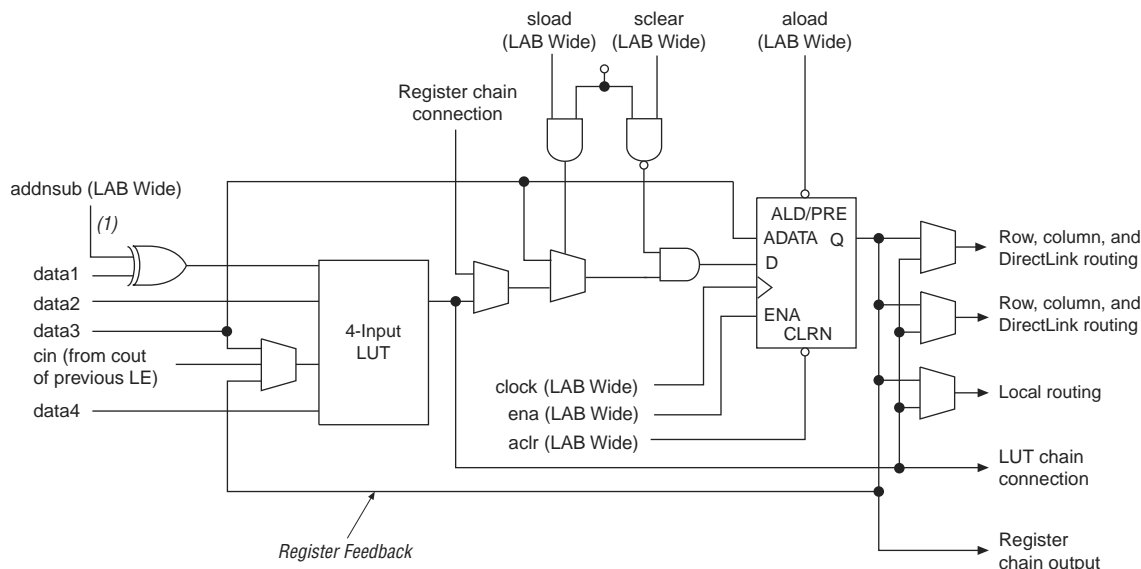 sload
(LAB Wide)
sclear
(LAB Wide)
aload
(LAB Wide)
Register chain
connection
addnsub (LAB Wide)
(1)
data1
data2
data3
cin (from cout
of previous LE)
data4
4-Input
LUT
ALD/PRE
ADATA Q
D
ENA
CLRN
clock (LAB Wide)
ena (LAB Wide)
aclr (LAB Wide)
Row, column, and
DirectLink routing
Row, column, and
DirectLink routing
Local routing
LUT chain
connection
Register
chain output
Register Feedback